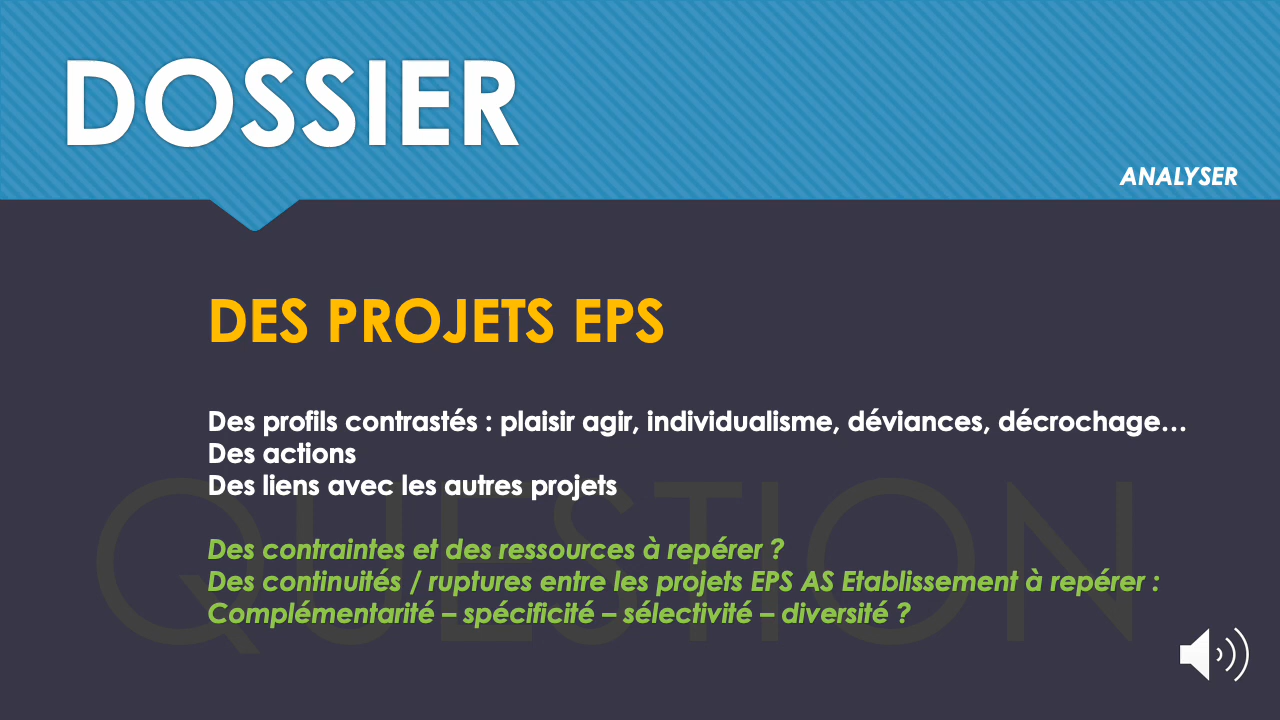 DOSSIER
ANALYSER
DES PROJETS EPS
Des profils contrastés : plaisir agir, individualisme, déviances, décrochage…
Des actions
Des liens avec les autres projets
QUESTION
Des contraintes et des ressources à repérer ?
Des continuités / ruptures entre les projets EPS AS Etablissement à repérer :
Complémentarité – spécificité – sélectivité – diversité ?